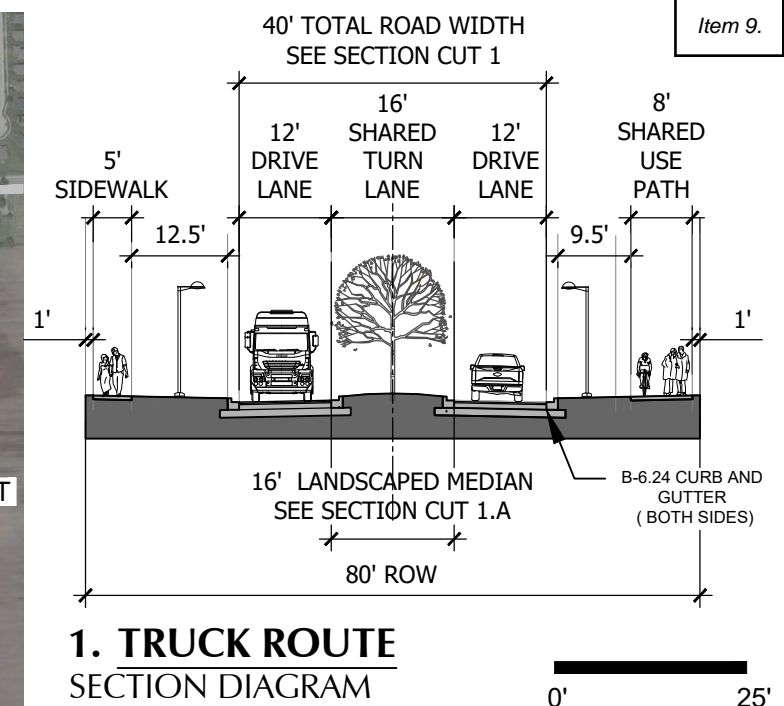 Item 9.
40' TOTAL ROAD WIDTH
SEE SECTION CUT 1
5'
SIDEWALK
12'
DRIVE
LANE
16'
SHARED
TURN
LANE
12'
DRIVE
LANE
8'
SHARED
USE
PATH
12.5'
9.5'
1'
1'
T
16' LANDSCAPED MEDIAN
SEE SECTION CUT 1.A
B-6.24 CURB AND
GUTTER
( BOTH SIDES)
80' ROW
1. TRUCK ROUTE
SECTION DIAGRAM
0'
25'